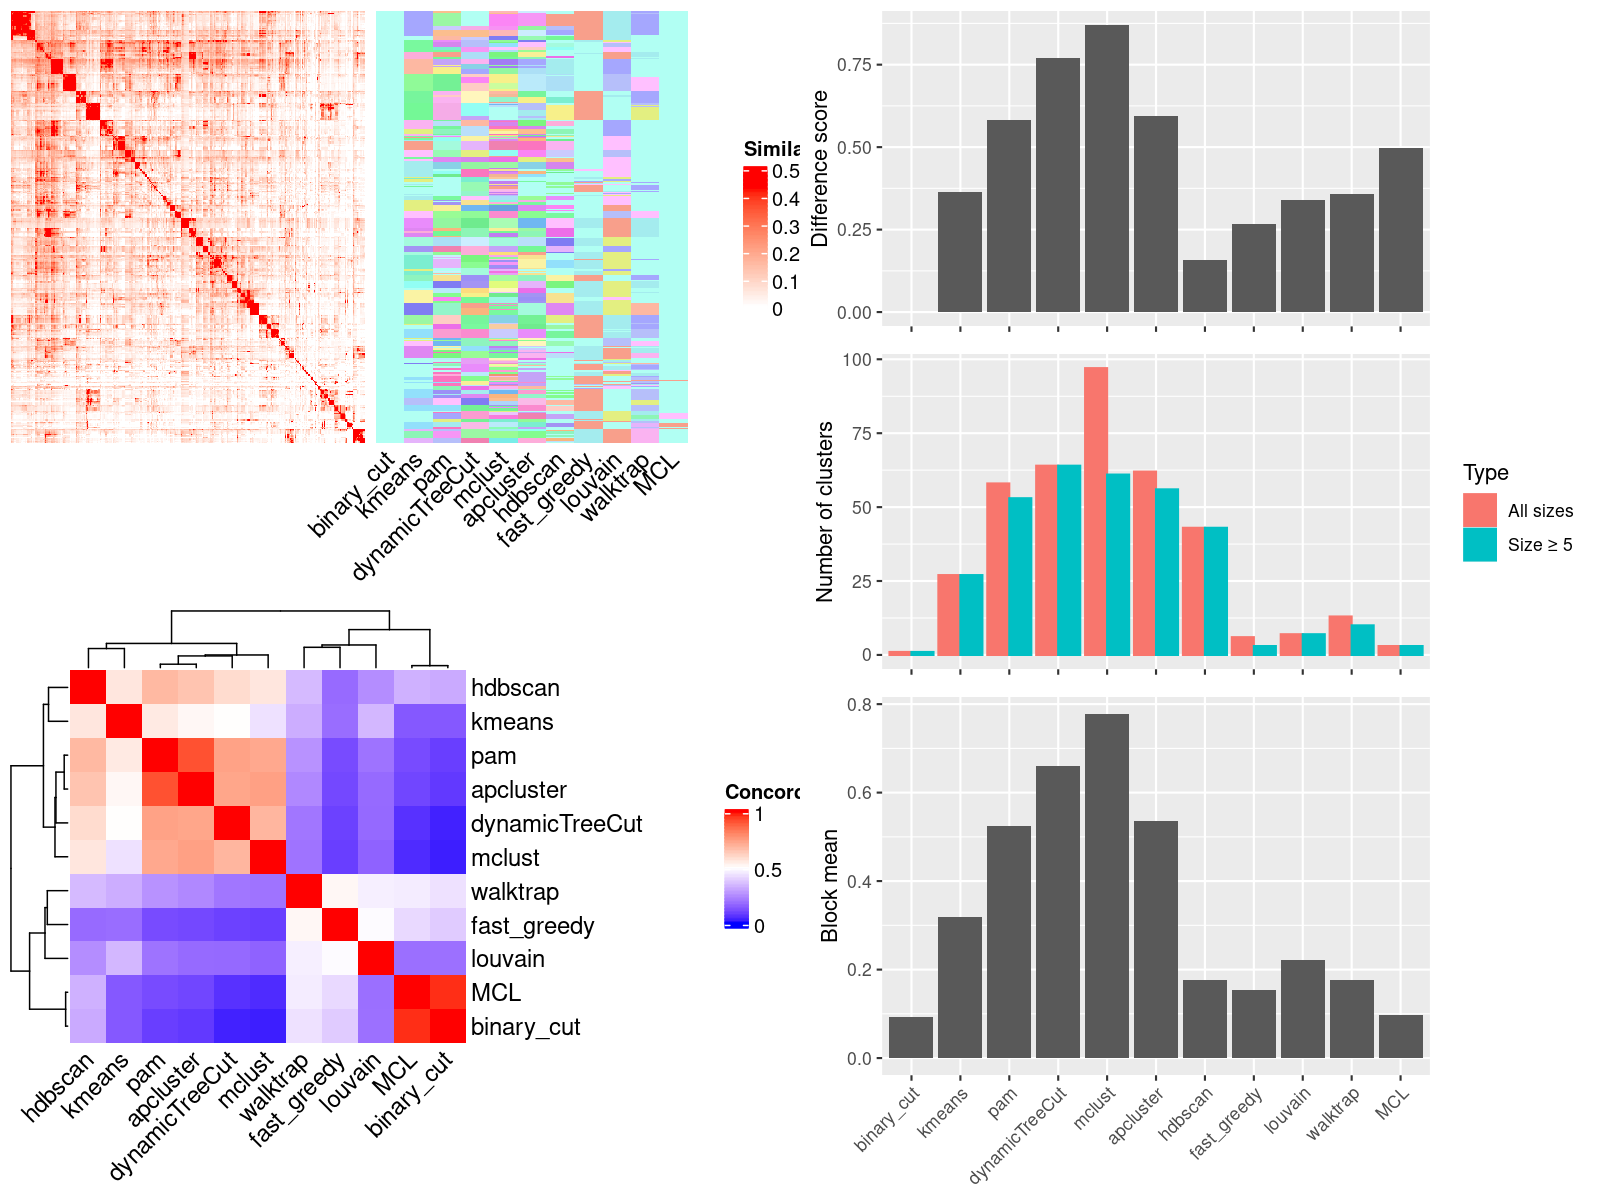 binary_cut
kmeans
pam
dynamicTreeCut
mclust
apcluster
hdbscan
fast_greedy
louvain
walktrap
MCL
Simila
0.5
0.4
0.3
0.2
0.1
0
hdbscan
kmeans
pam
apcluster
dynamicTreeCut
mclust
walktrap
fast_greedy
louvain
MCL
binary_cut
hdbscan
kmeans
pam
apcluster
dynamicTreeCut
mclust
walktrap
fast_greedy
louvain
MCL
binary_cut
Concord
1
0.5
0
Difference score
0.75
0.50
0.25
0.00
Number of clusters
100
75
50
25
0
Type
All sizes
Size ≥ 5
Block mean
0.8
0.6
0.4
0.2
0.0
binary_cut
kmeans
pam
dynamicTreeCut
mclust
apcluster
hdbscan
fast_greedy
louvain
walktrap
MCL